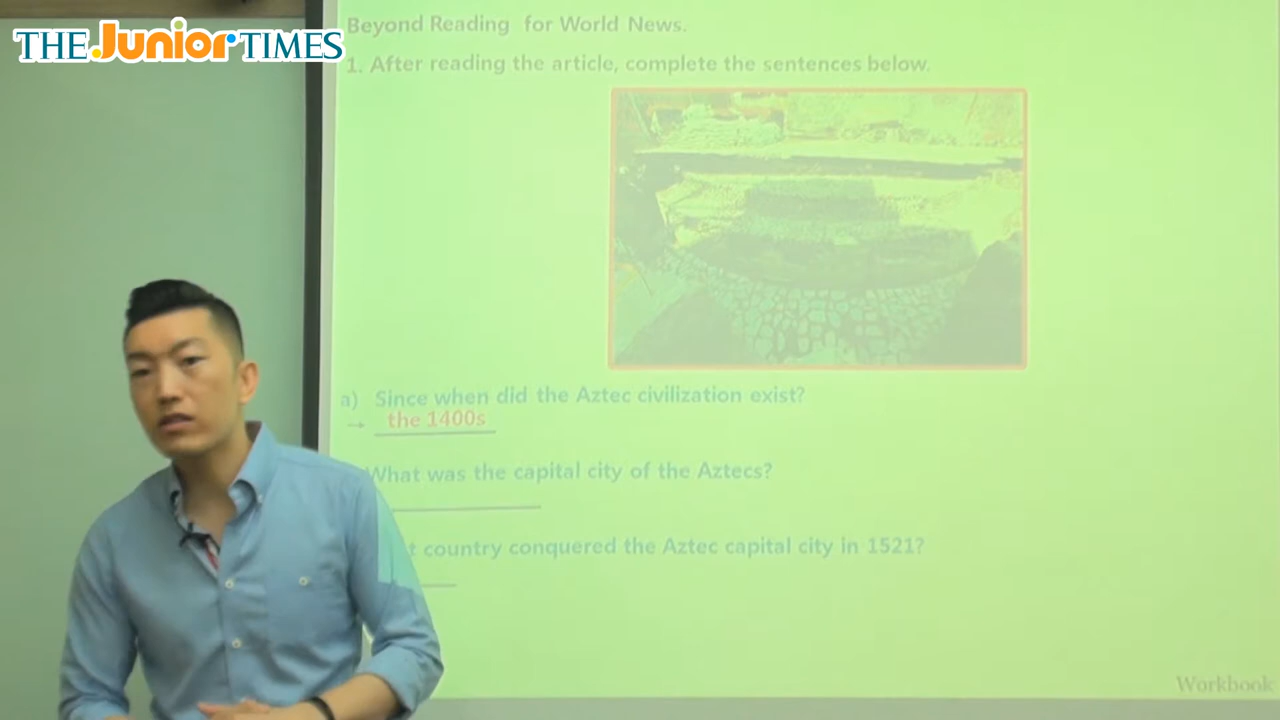 THE Junior TIMES
Beyond Reading for World News.
1. After reading the article, complete the sentences below.
a) Since when did the Aztec civilization exist?
→ the 1400s
What was the capital city of the Aztecs?
country conquered the Aztec capital city in 1521?
Workbook